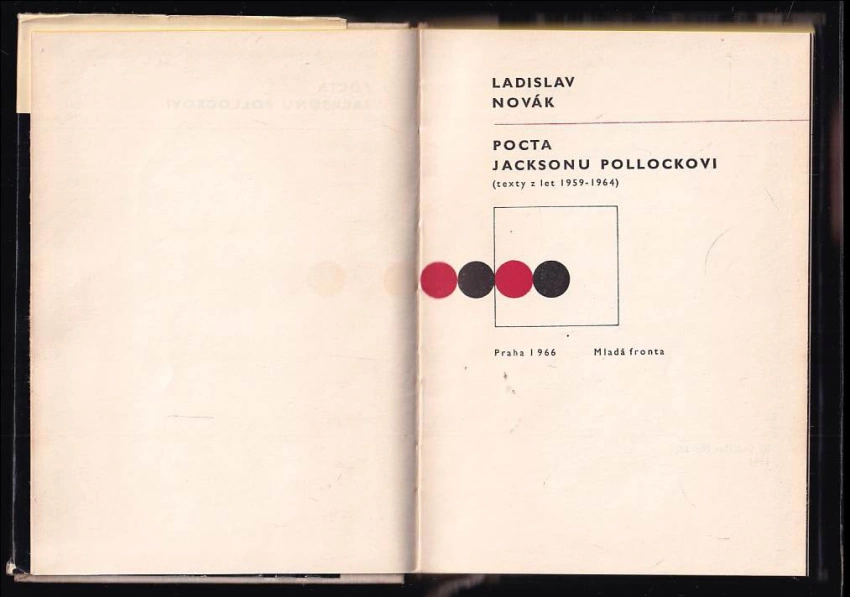 LADISLAV
NOVÁK
POCTA
JACKSONU POLLOCKOVI
(texty z let 1959-1964)
Praha 1966 Mladá fronta